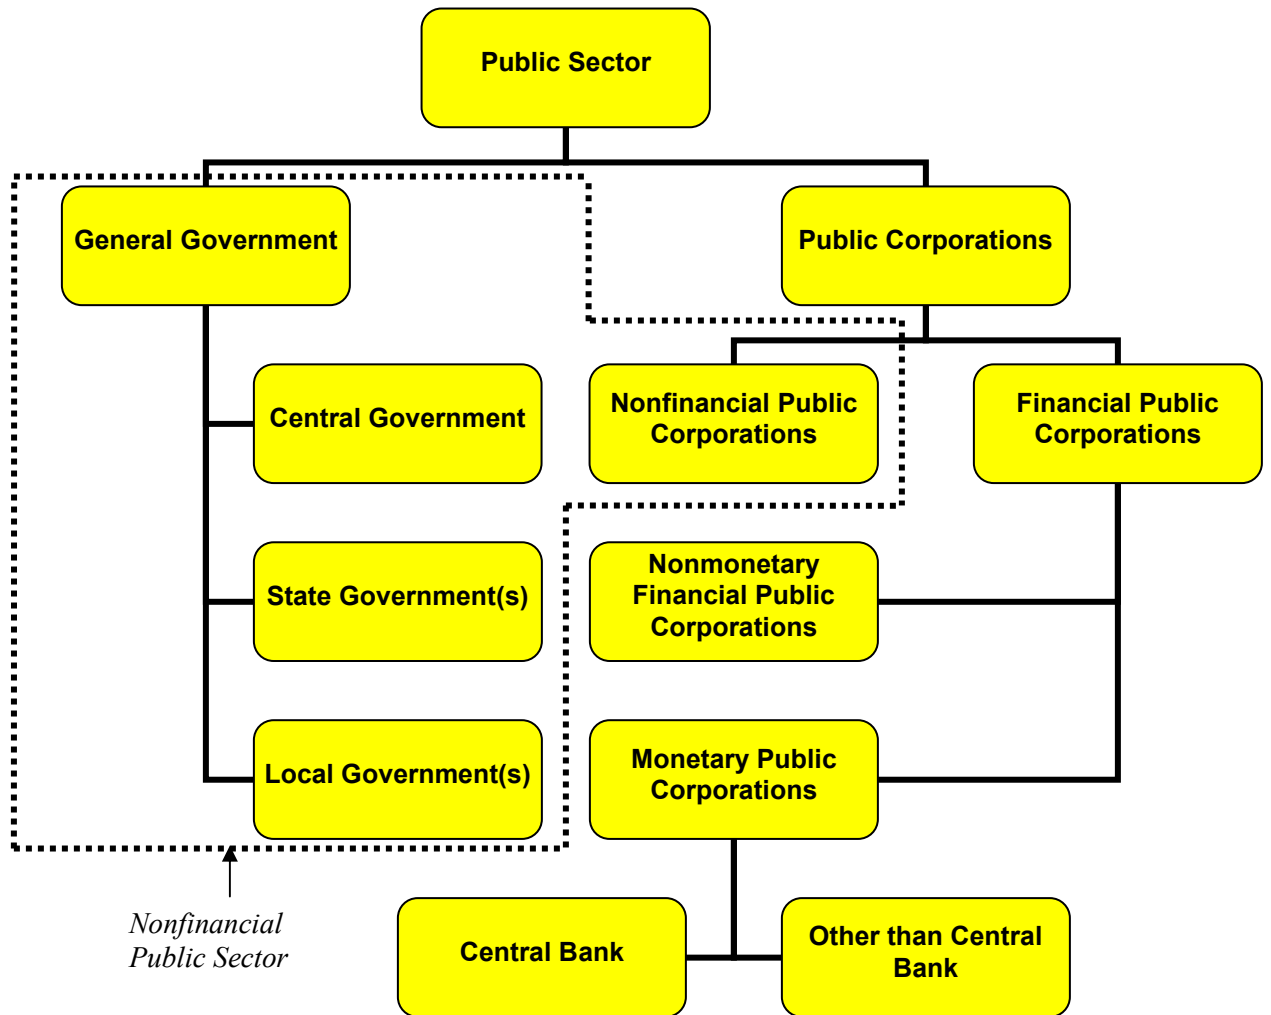 Public Sector
General Government
Public Corporations
Central Government
Nonfinancial Public
Corporations
Financial Public
Corporations
State Government(s)
Nonmonetary
Financial Public
Corporations
Local Government(s)
Monetary Public
Corporations
Nonfinancial
Public Sector
Central Bank
Other than Central
Bank